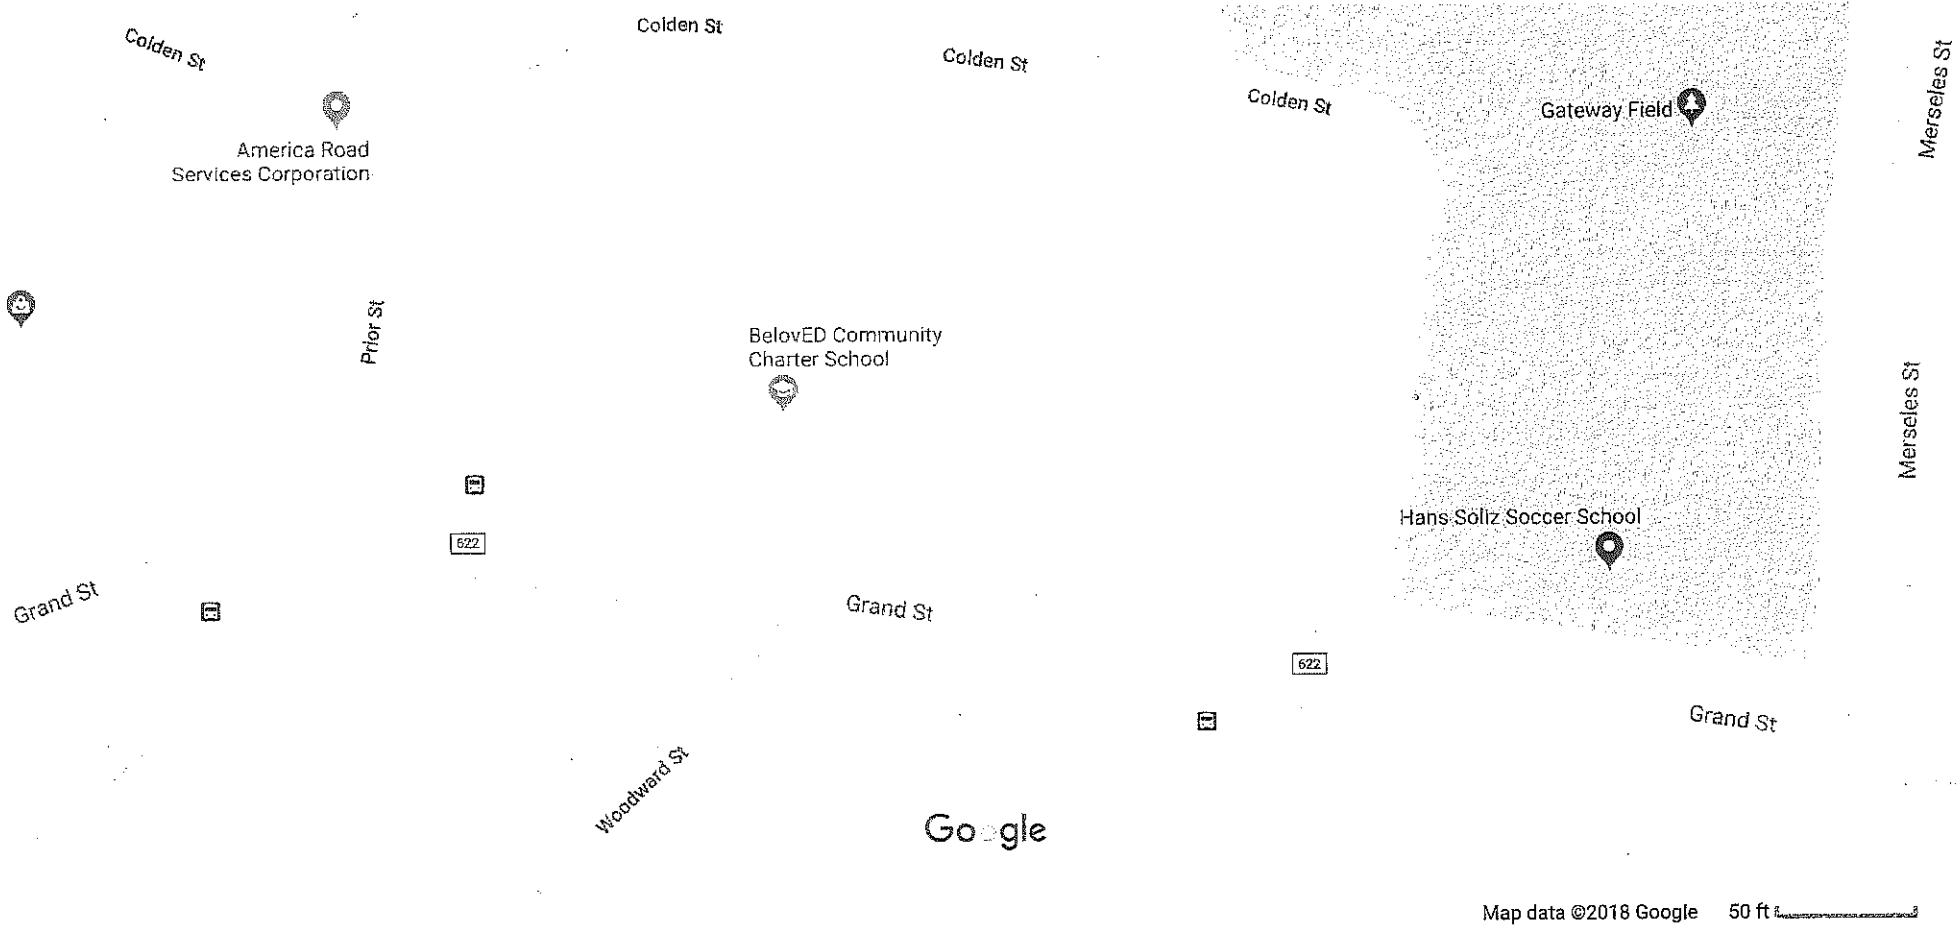 Colden St
Colden St
Colden St
Colden St
Merseles St
Gateway Field
America Road
Services Corporation
Prior St
BelovED Community
Charter School
Merseles St
Hans Soliz Soccer School
622
Grand St
Grand St
622
Grand St
Woodward St
Google
Map data ©2018 Google 50 ft